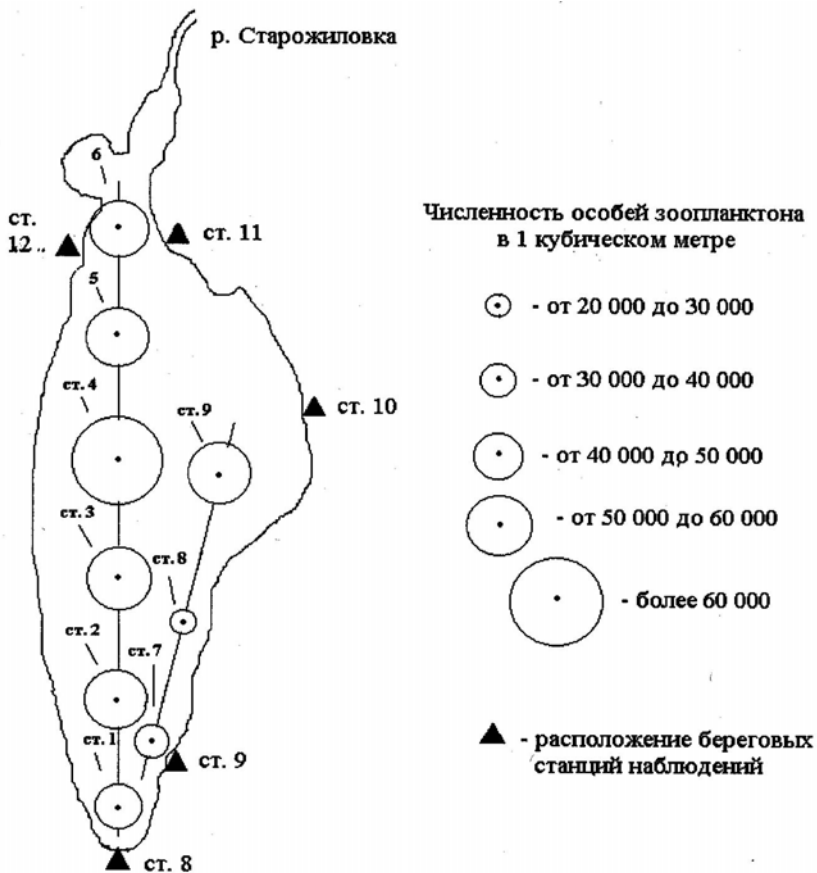 р. Старожиловка
6
ст.
12..
ст. 11
5
ст.4
ст.9
ст. 10
ст.3
ст.8
ст.2
ст.7
ст.1
ст. 9
ст. 8
Численность особей зоопланктона
в 1 кубическом метре
- от 20 000 до 30 000
- от 30 000 до 40 000
- от 40 000 до 50 000
- от 50 000 до 60 000
- более 60 000
- расположение береговых
станций наблюдений